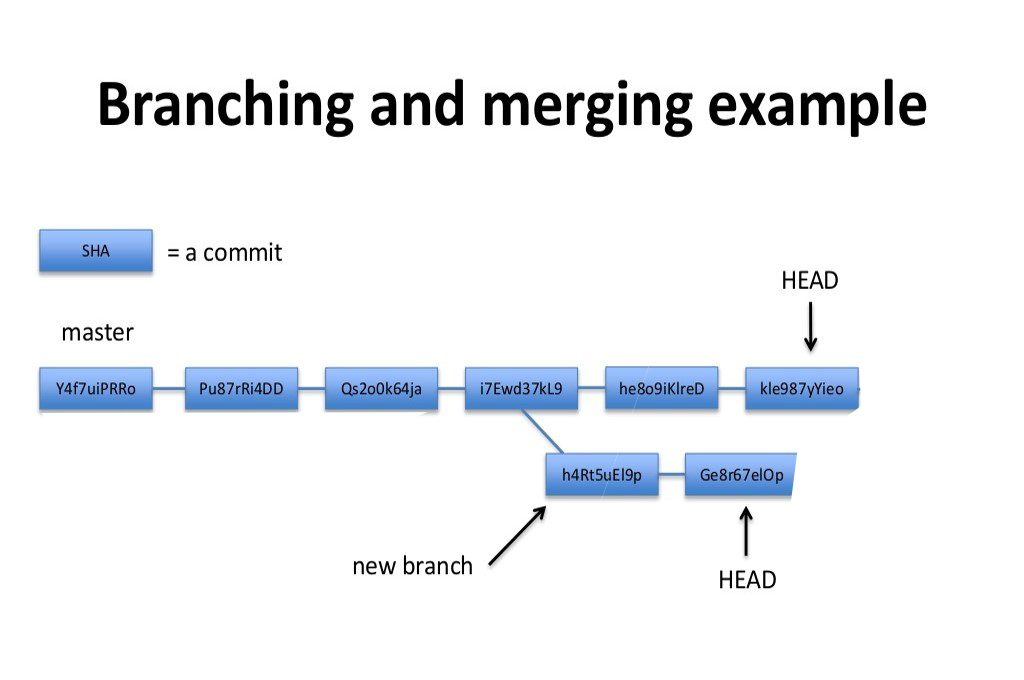 Branching and merging example
SHA
= a commit
HEAD
master
Y4f7uiPRRo
Pu87rRi4DD
Qs2o0k64ja
i7Ewd37kL9
he8o9iKlreD
kle987yYieo
h4Rt5uEl9p
Ge8r67elOp
new branch
HEAD